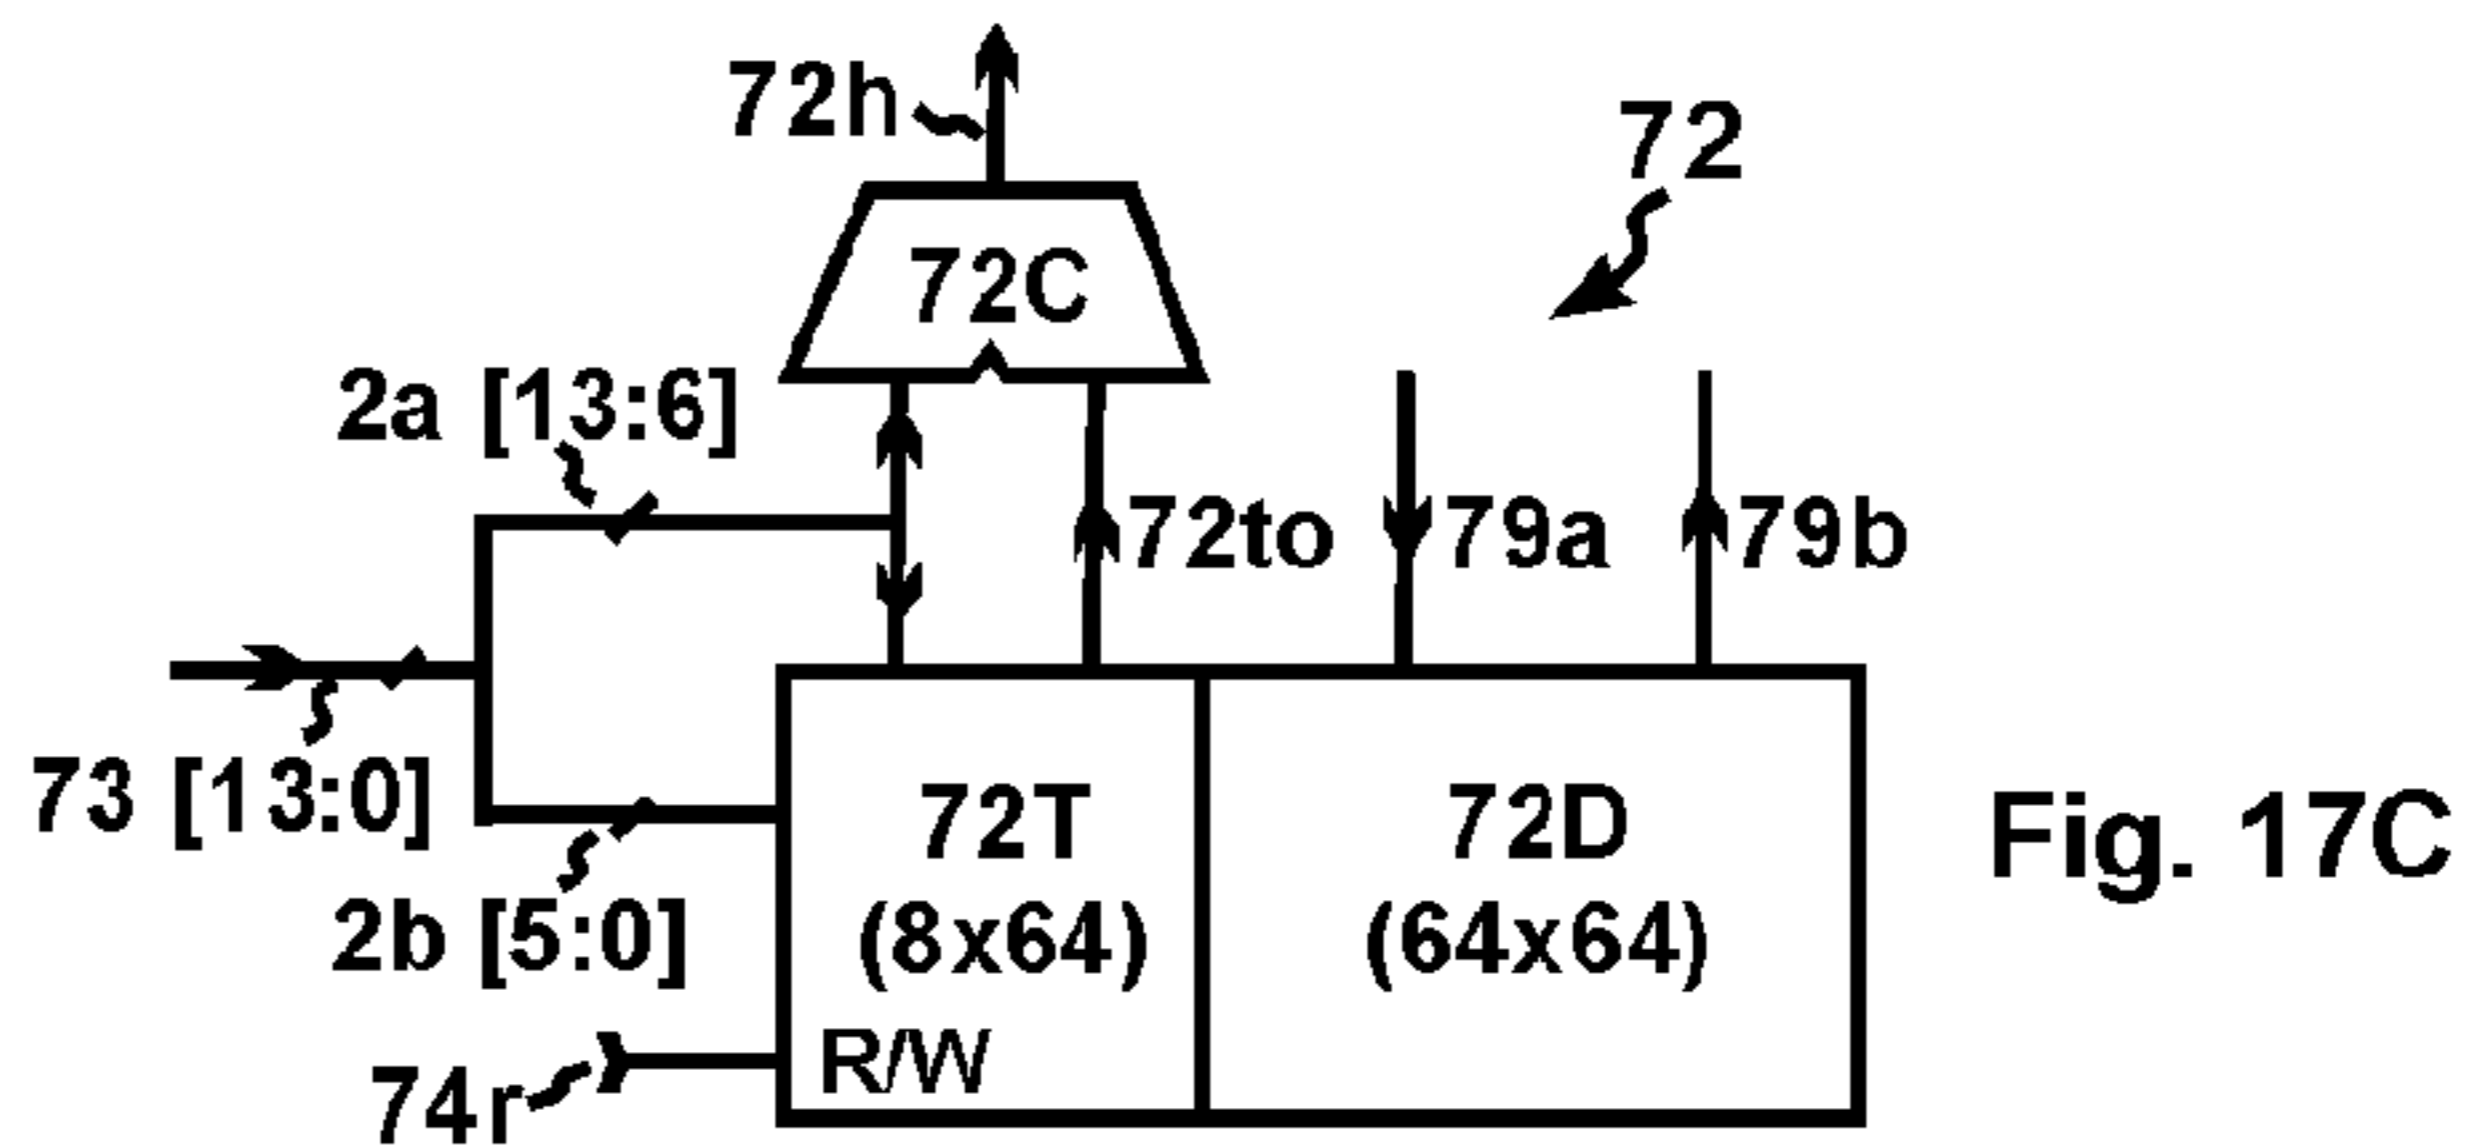 72h
72
72C
2a [13:6]
72to
79a
79b
73 [13:0]
72T
(8x64)
72D
(64x64)
Fig. 17C
2b [5:0]
R/W
74r